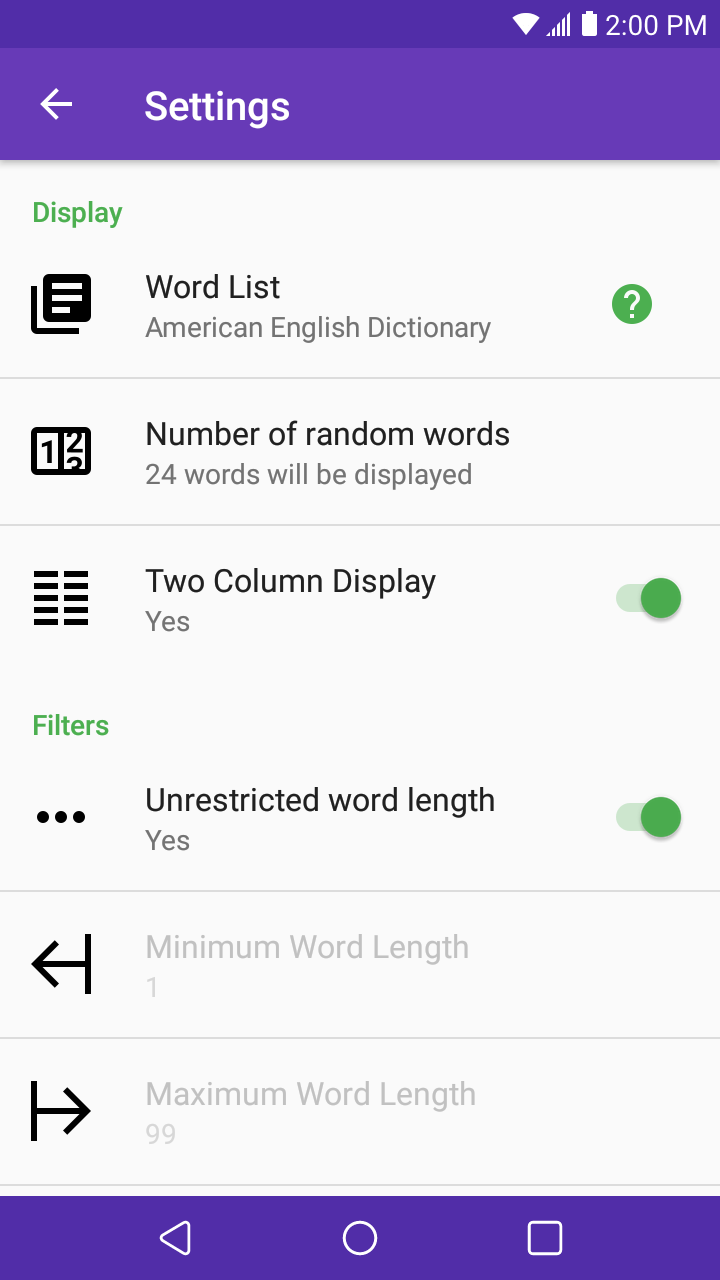 2:00 PM
Settings
Display
Word List
American English Dictionary
?
Number of random words
24 words will be displayed
Two Column Display
Yes
Filters
Unrestricted word length
Yes
Minimum Word Length
1
Maximum Word Length
99